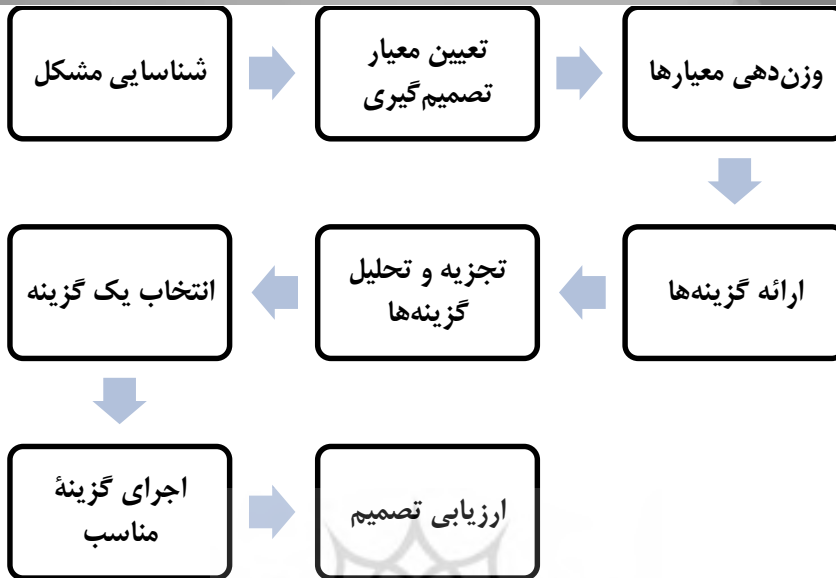 شناسایی مشکل
تعیین معیار
تصمیم‌گیری
وزن‌دهی معیارها
ارائه گزینه‌ها
تجزیه و تحلیل
گزینه‌ها
انتخاب یک گزینه
اجرای گزینهٔ
مناسب
ارزیابی تصمیم